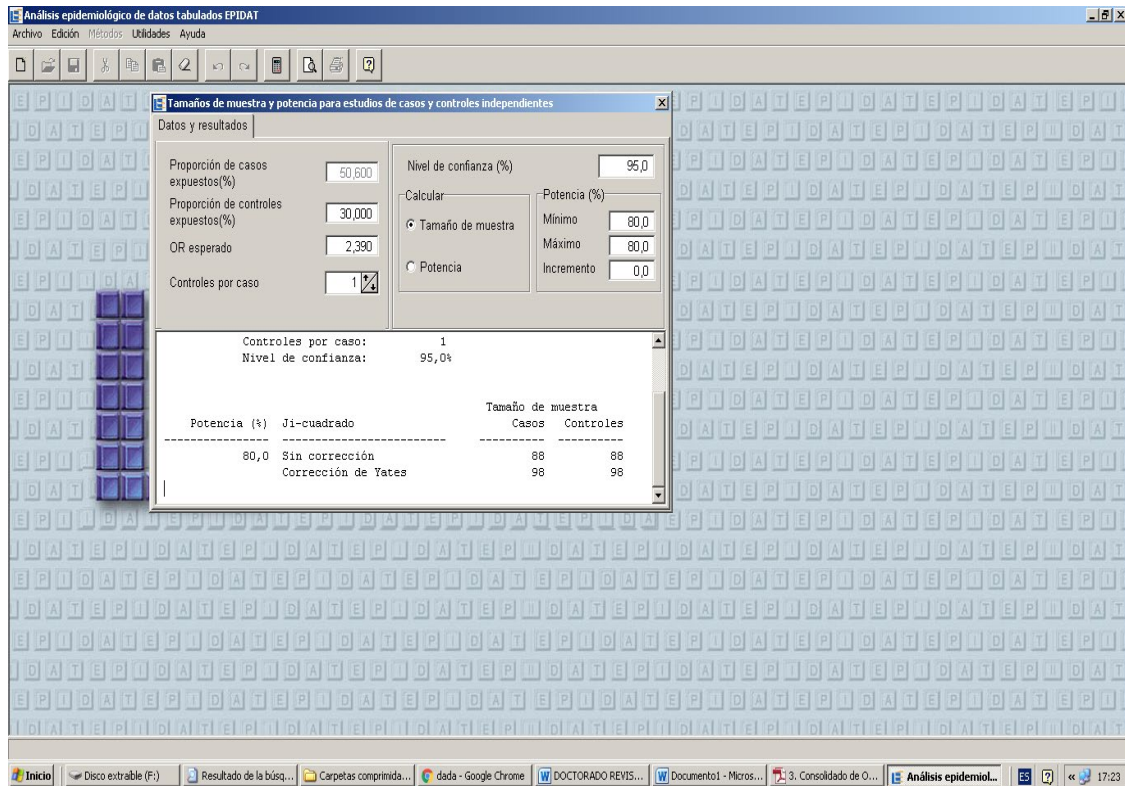 Análisis epidemiológico de datos tabulados EPIDAT
Archivo Edición Métodos Utilidades Ayuda
Tamaños de muestra y potencia para estudios de casos y controles independientes
Datos y resultados
Proporción de casos
expuestos(%)
50,600
Proporción de controles
expuestos(%)
30,000
OR esperado
2,390
Controles por caso
1
Nivel de confianza (%)
95,0
Calcular
Tamaño de muestra
Potencia
Potencia (%)
Mínimo
80,0
Máximo
80,0
Incremento
0,0
Controles por caso: 1
Nivel de confianza: 95,0%
Tamaño de muestra
Potencia (%) Ji-cuadrado Casos Controles
80,0 Sin corrección 88 88
Corrección de Yates 98 98
Inicio
Disco extraíble (F:)
Resultado de la búsq...
Carpetas comprimida...
dada - Google Chrome
DOCTORADO REVIS...
Documento1 - Micros...
3. Consolidado de O...
Análisis epidemiol...
ES
17:23